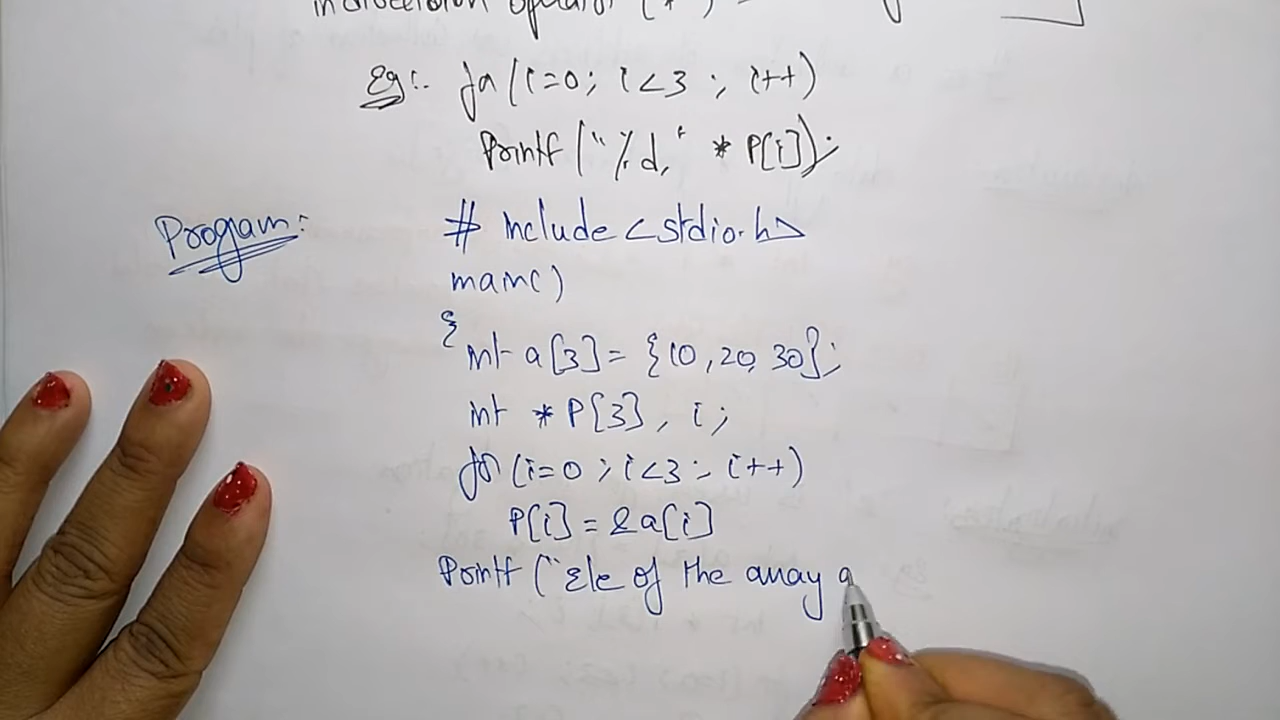 operator (*)
Eg:- for (i=0; i<3; i++)
Printf("%d," *P[i]);
Program: #include<stdio.h>
main()
{
int a[3]={10,20,30};
int *P[3], i;
for (i=0; i<3; i++)
P[i]=&a[i]
Printf("Ele of the array a